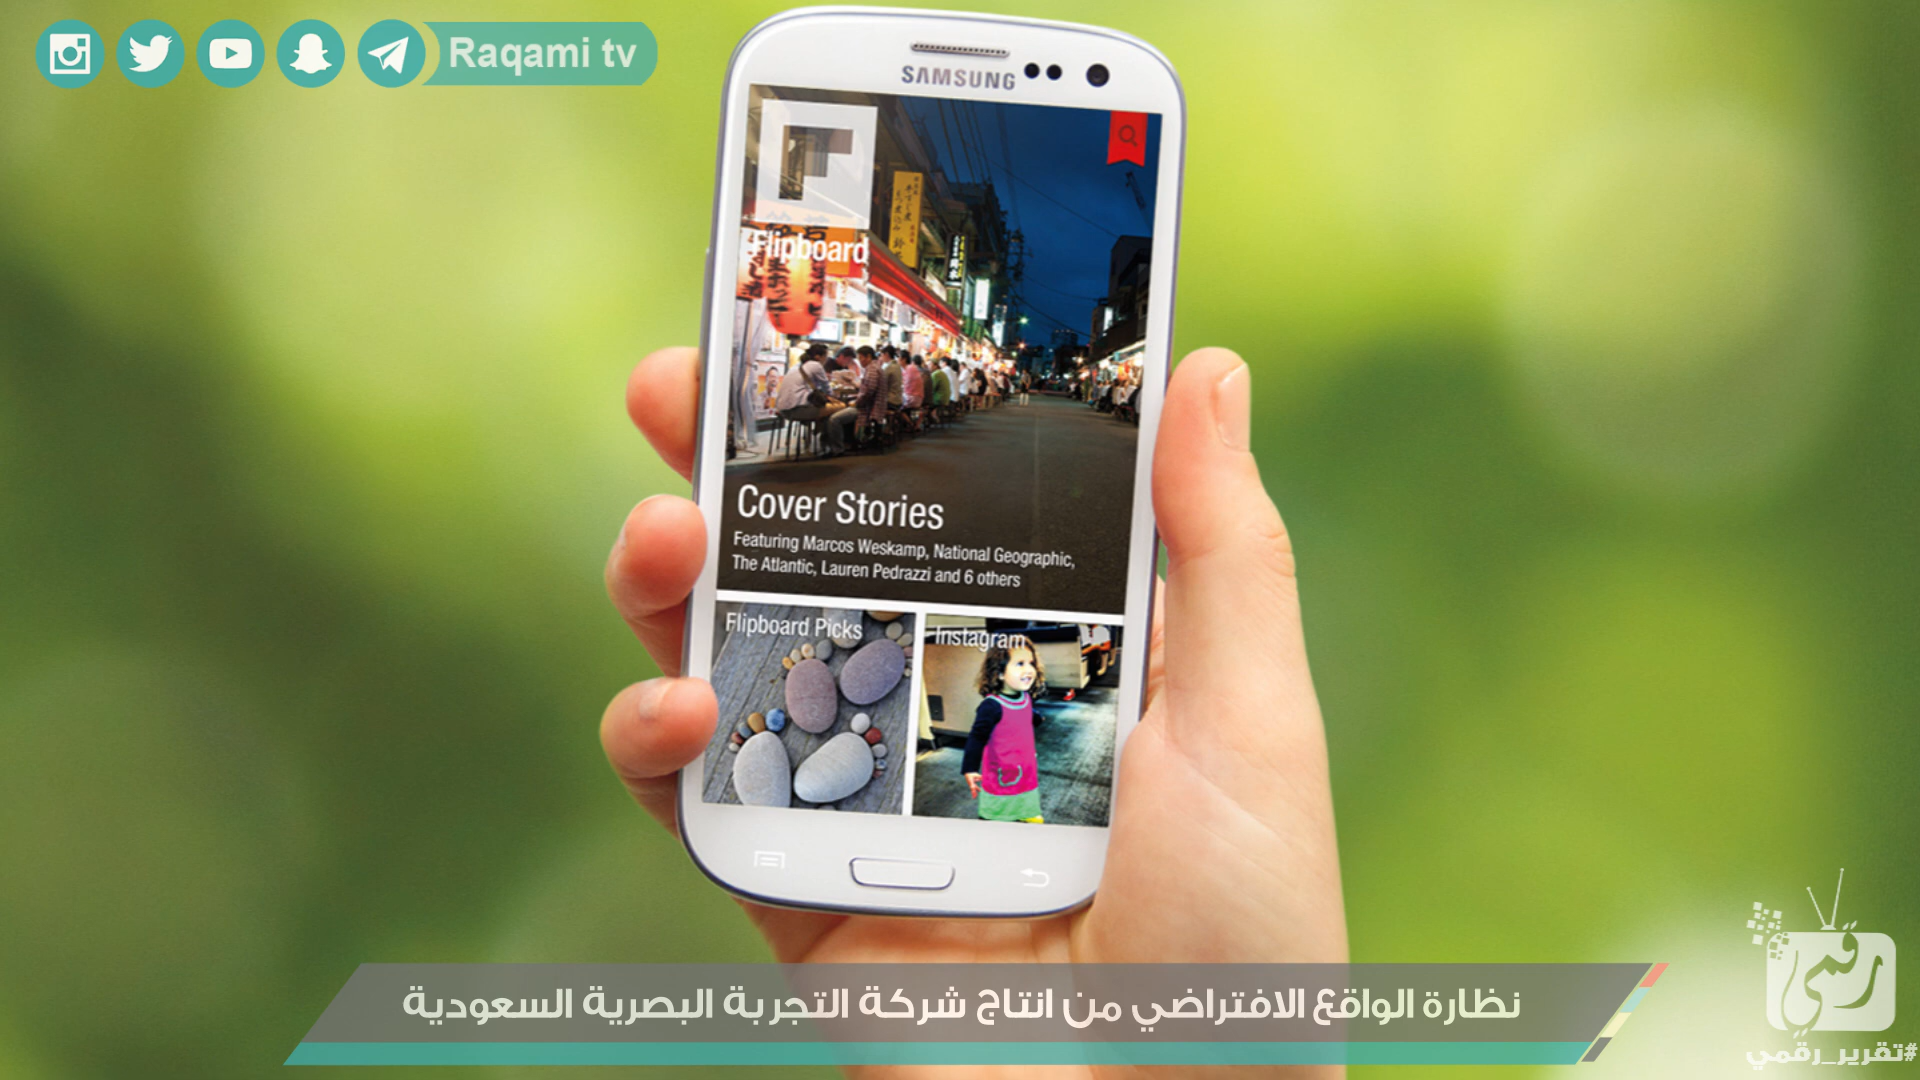 Raqami tv
SAMSUNG
Flipboard
Cover Stories
Featuring Marcos Weskamp, National Geographic,
The Atlantic, Lauren Pedrazzi and 6 others
Flipboard Picks
Instagram
نظارة الواقع الافتراضي من انتاج شركة التجربة البصرية السعودية
رقمي
#تقرير_رقمي